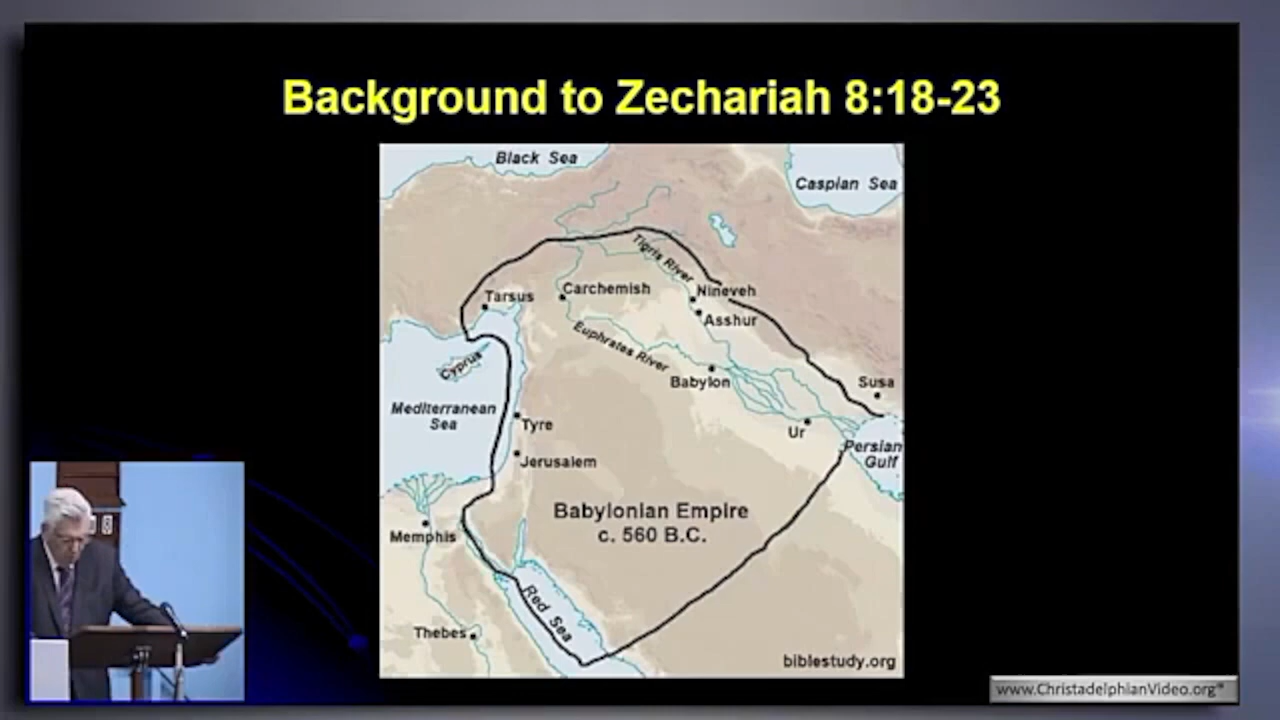 Background to Zechariah 8:18-23
Black Sea
Caspian Sea
Tigris River
Tarsus
Carchemish
Nineveh
Asshur
Euphrates River
Cyprus
Babylon
Susa
Mediterranean
Sea
Tyre
Ur
Persian
Gulf
Jerusalem
Babylonian Empire
c. 560 B.C.
Memphis
Red Sea
Thebes
biblestudy.org
www.ChristadelphianVideo.org